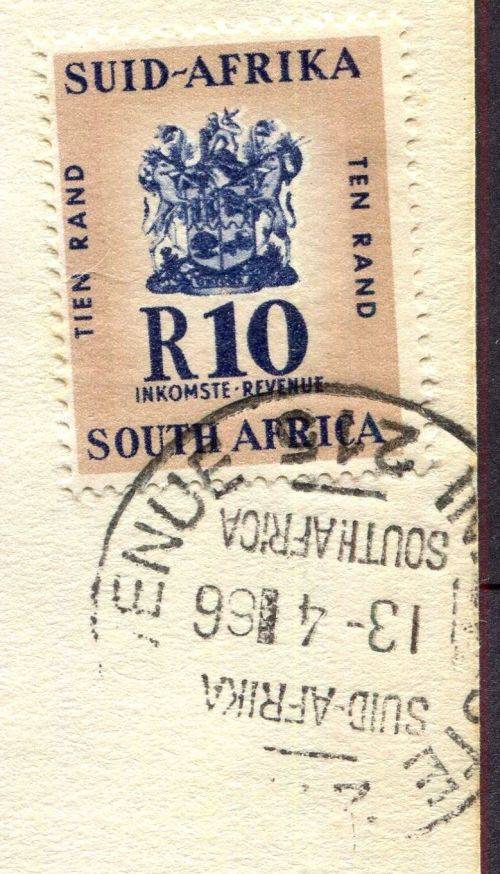 SUID-AFRIKA
TIEN RAND
TEN RAND
R10
INKOMSTE-REVENUE
SOUTH AFRICA
SUID-AFRIKA
13-4 66
SOUTH AFRICA